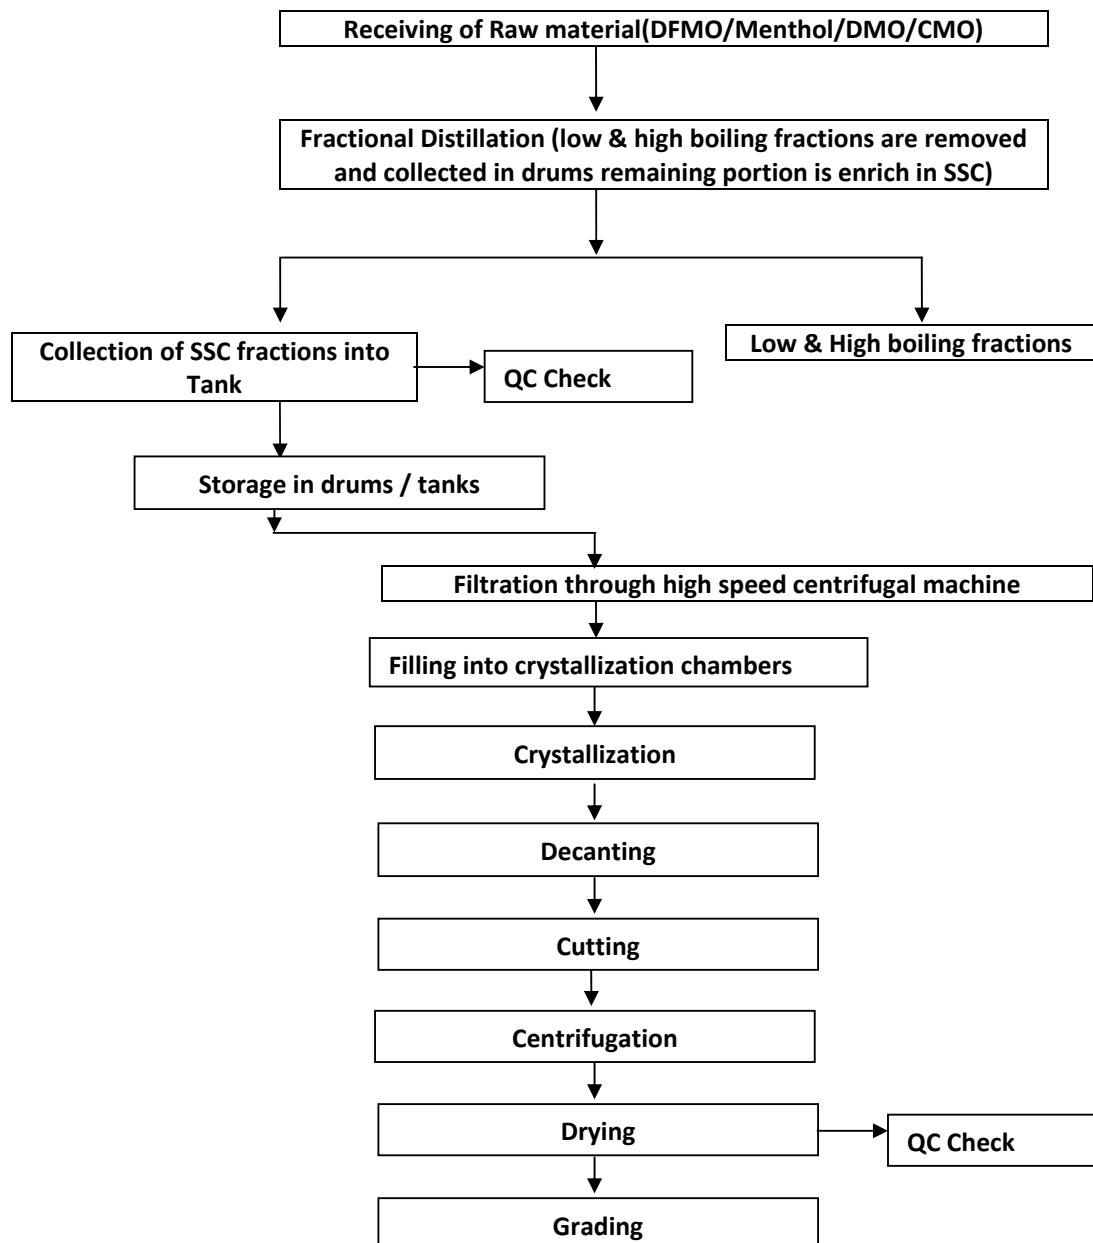 Receiving of Raw material(DFMO/Menthol/DMO/CMO)
Fractional Distillation (low & high boiling fractions are removed
and collected in drums remaining portion is enrich in SSC)
Collection of SSC fractions into
Tank
QC Check
Low & High boiling fractions
Storage in drums / tanks
Filtration through high speed centrifugal machine
Filling into crystallization chambers
Crystallization
Decanting
Cutting
Centrifugation
Drying
QC Check
Grading